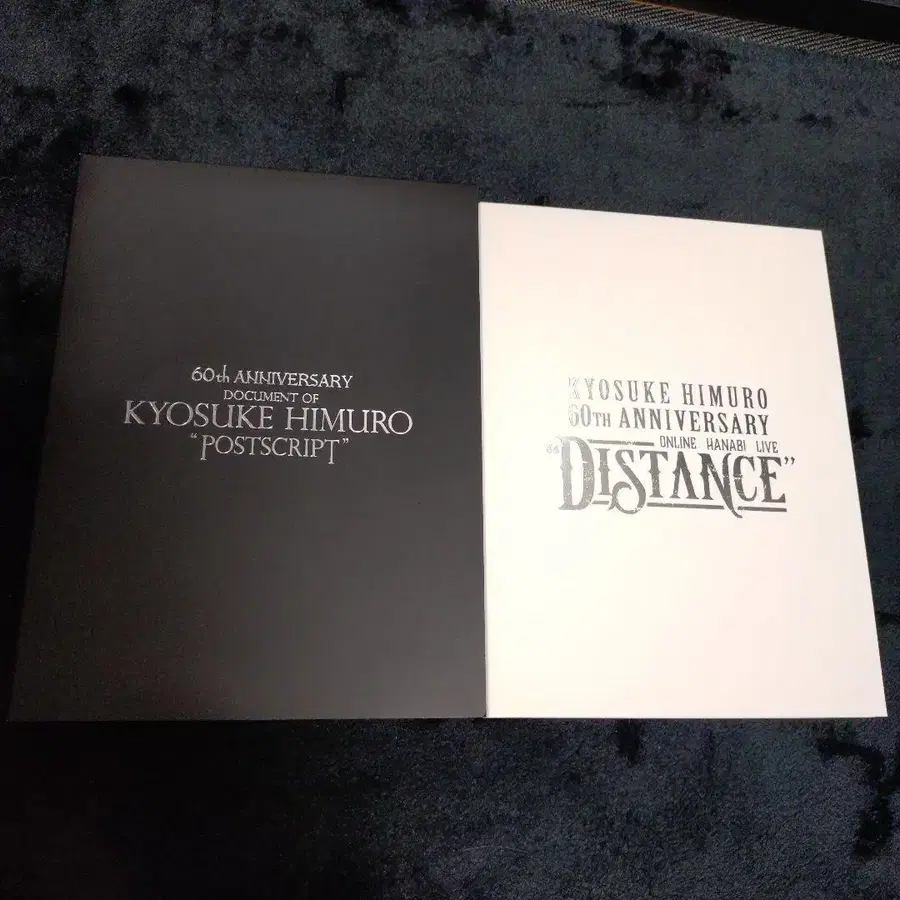 60th ANNIVERSARY
DOCUMENT OF
KYOSUKE HIMURO
“POSTSCRIPT”
KYOSUKE HIMURO
60TH ANNIVERSARY
ONLINE HANABI LIVE
“DISTANCE”